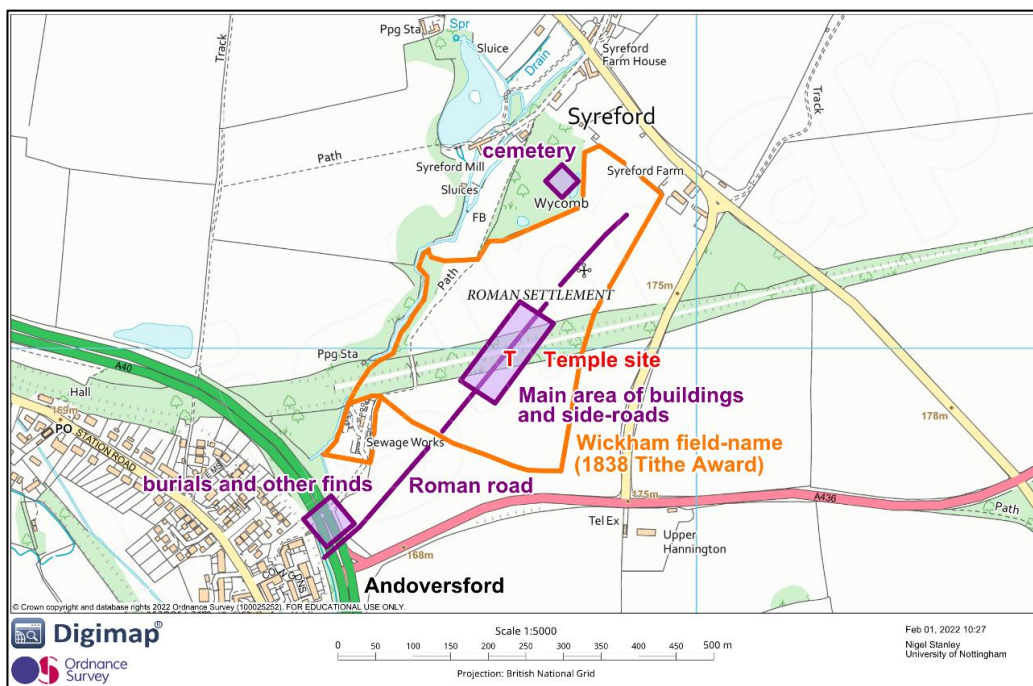 Ppg Sta
Spr
Sluice
Drain
Syreford
Farm House
Track
Track
Syreford
Path
cemetery
Syreford Mill
Syreford Farm
Sluices
Wycomb
FB
Path
175m
ROMAN SETTLEMENT
Ppg Sta
T Temple site
A40
Hall
Main area of buildings
and side-roads
178m
169m
PO
STATION ROAD
Sewage Works
Wickham field-name
(1838 Tithe Award)
burials and other finds
Roman road
175m
A436
Path
Tel Ex
Upper
Hannington
168m
Andoversford
© Crown copyright and database rights 2022 Ordnance Survey (100025252). FOR EDUCATIONAL USE ONLY.
Digimap®
Ordnance
Survey
Scale 1:5000
0 100 200 300 400 500 m
Projection: British National Grid
Feb 01, 2022 10:27
Nigel Stanley
University of Nottingham